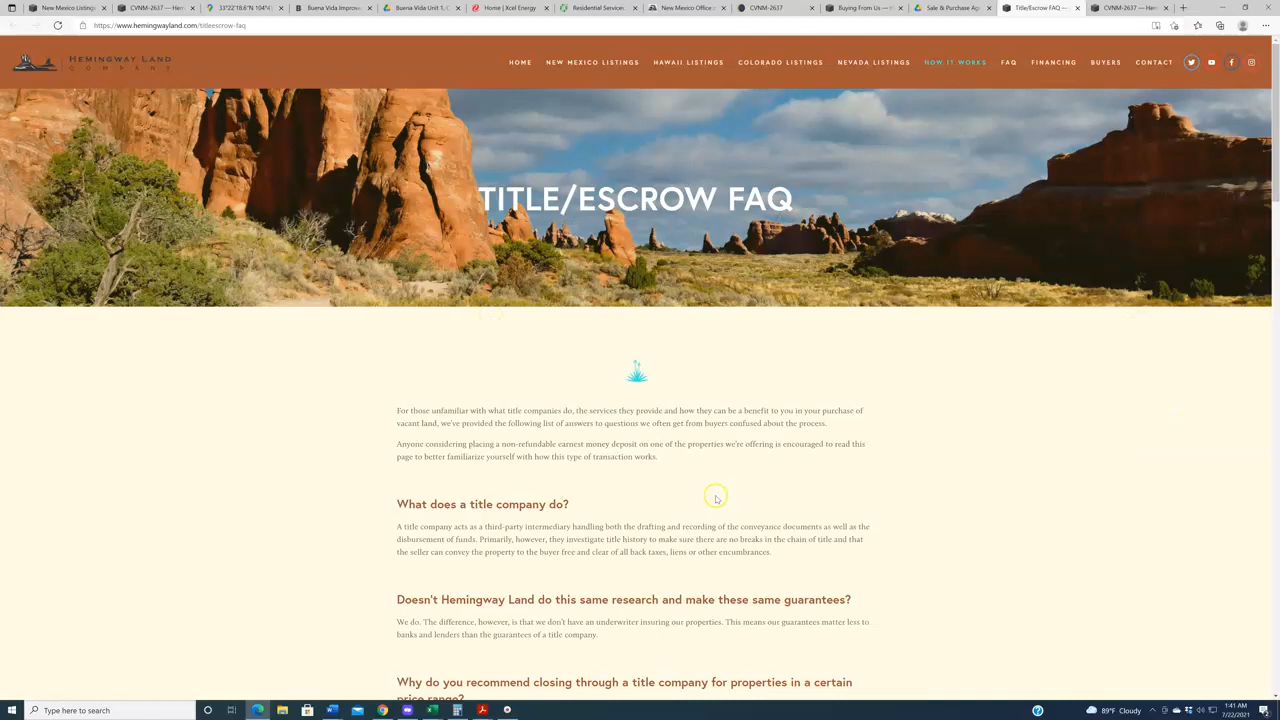 New Mexico Listings
CVNM-2637 — Hem
33°22'18.6"N 104°4
Buena Vida Improve
Buena Vida Unit 1, (
Home | Xcel Energy
Residential Services
New Mexico Office o
CVNM-2637
Buying From Us — H
Sale & Purchase Ag
Title/Escrow FAQ —
CVNM-2637 — Hem
https://www.hemingwayland.com/titleescrow-faq
HEMINGWAY LAND
COMPANY
HOME
NEW MEXICO LISTINGS
HAWAII LISTINGS
COLORADO LISTINGS
NEVADA LISTINGS
HOW IT WORKS
FAQ
FINANCING
BUYERS
CONTACT
TITLE/ESCROW FAQ
For those unfamiliar with what title companies do, the services they provide and how they can be a benefit to you in your purchase of
vacant land, we've provided the following list of answers to questions we often get from buyers confused about the process.
Anyone considering placing a non-refundable earnest money deposit on one of the properties we're offering is encouraged to read this
page to better familiarize yourself with how this type of transaction works.
What does a title company do?
A title company acts as a third-party intermediary handling both the drafting and recording of the conveyance documents as well as the
disbursement of funds. Primarily, however, they investigate title history to make sure there are no breaks in the chain of title and that
the seller can convey the property to the buyer free and clear of all back taxes, liens or other encumbrances.
Doesn't Hemingway Land do this same research and make these same guarantees?
We do. The difference, however, is that we don't have an underwriter insuring our properties. This means our guarantees matter less to
banks and lenders than the guarantees of a title company.
Why do you recommend closing through a title company for properties in a certain
price range?
Type here to search
89°F Cloudy
1:41 AM
7/22/2021